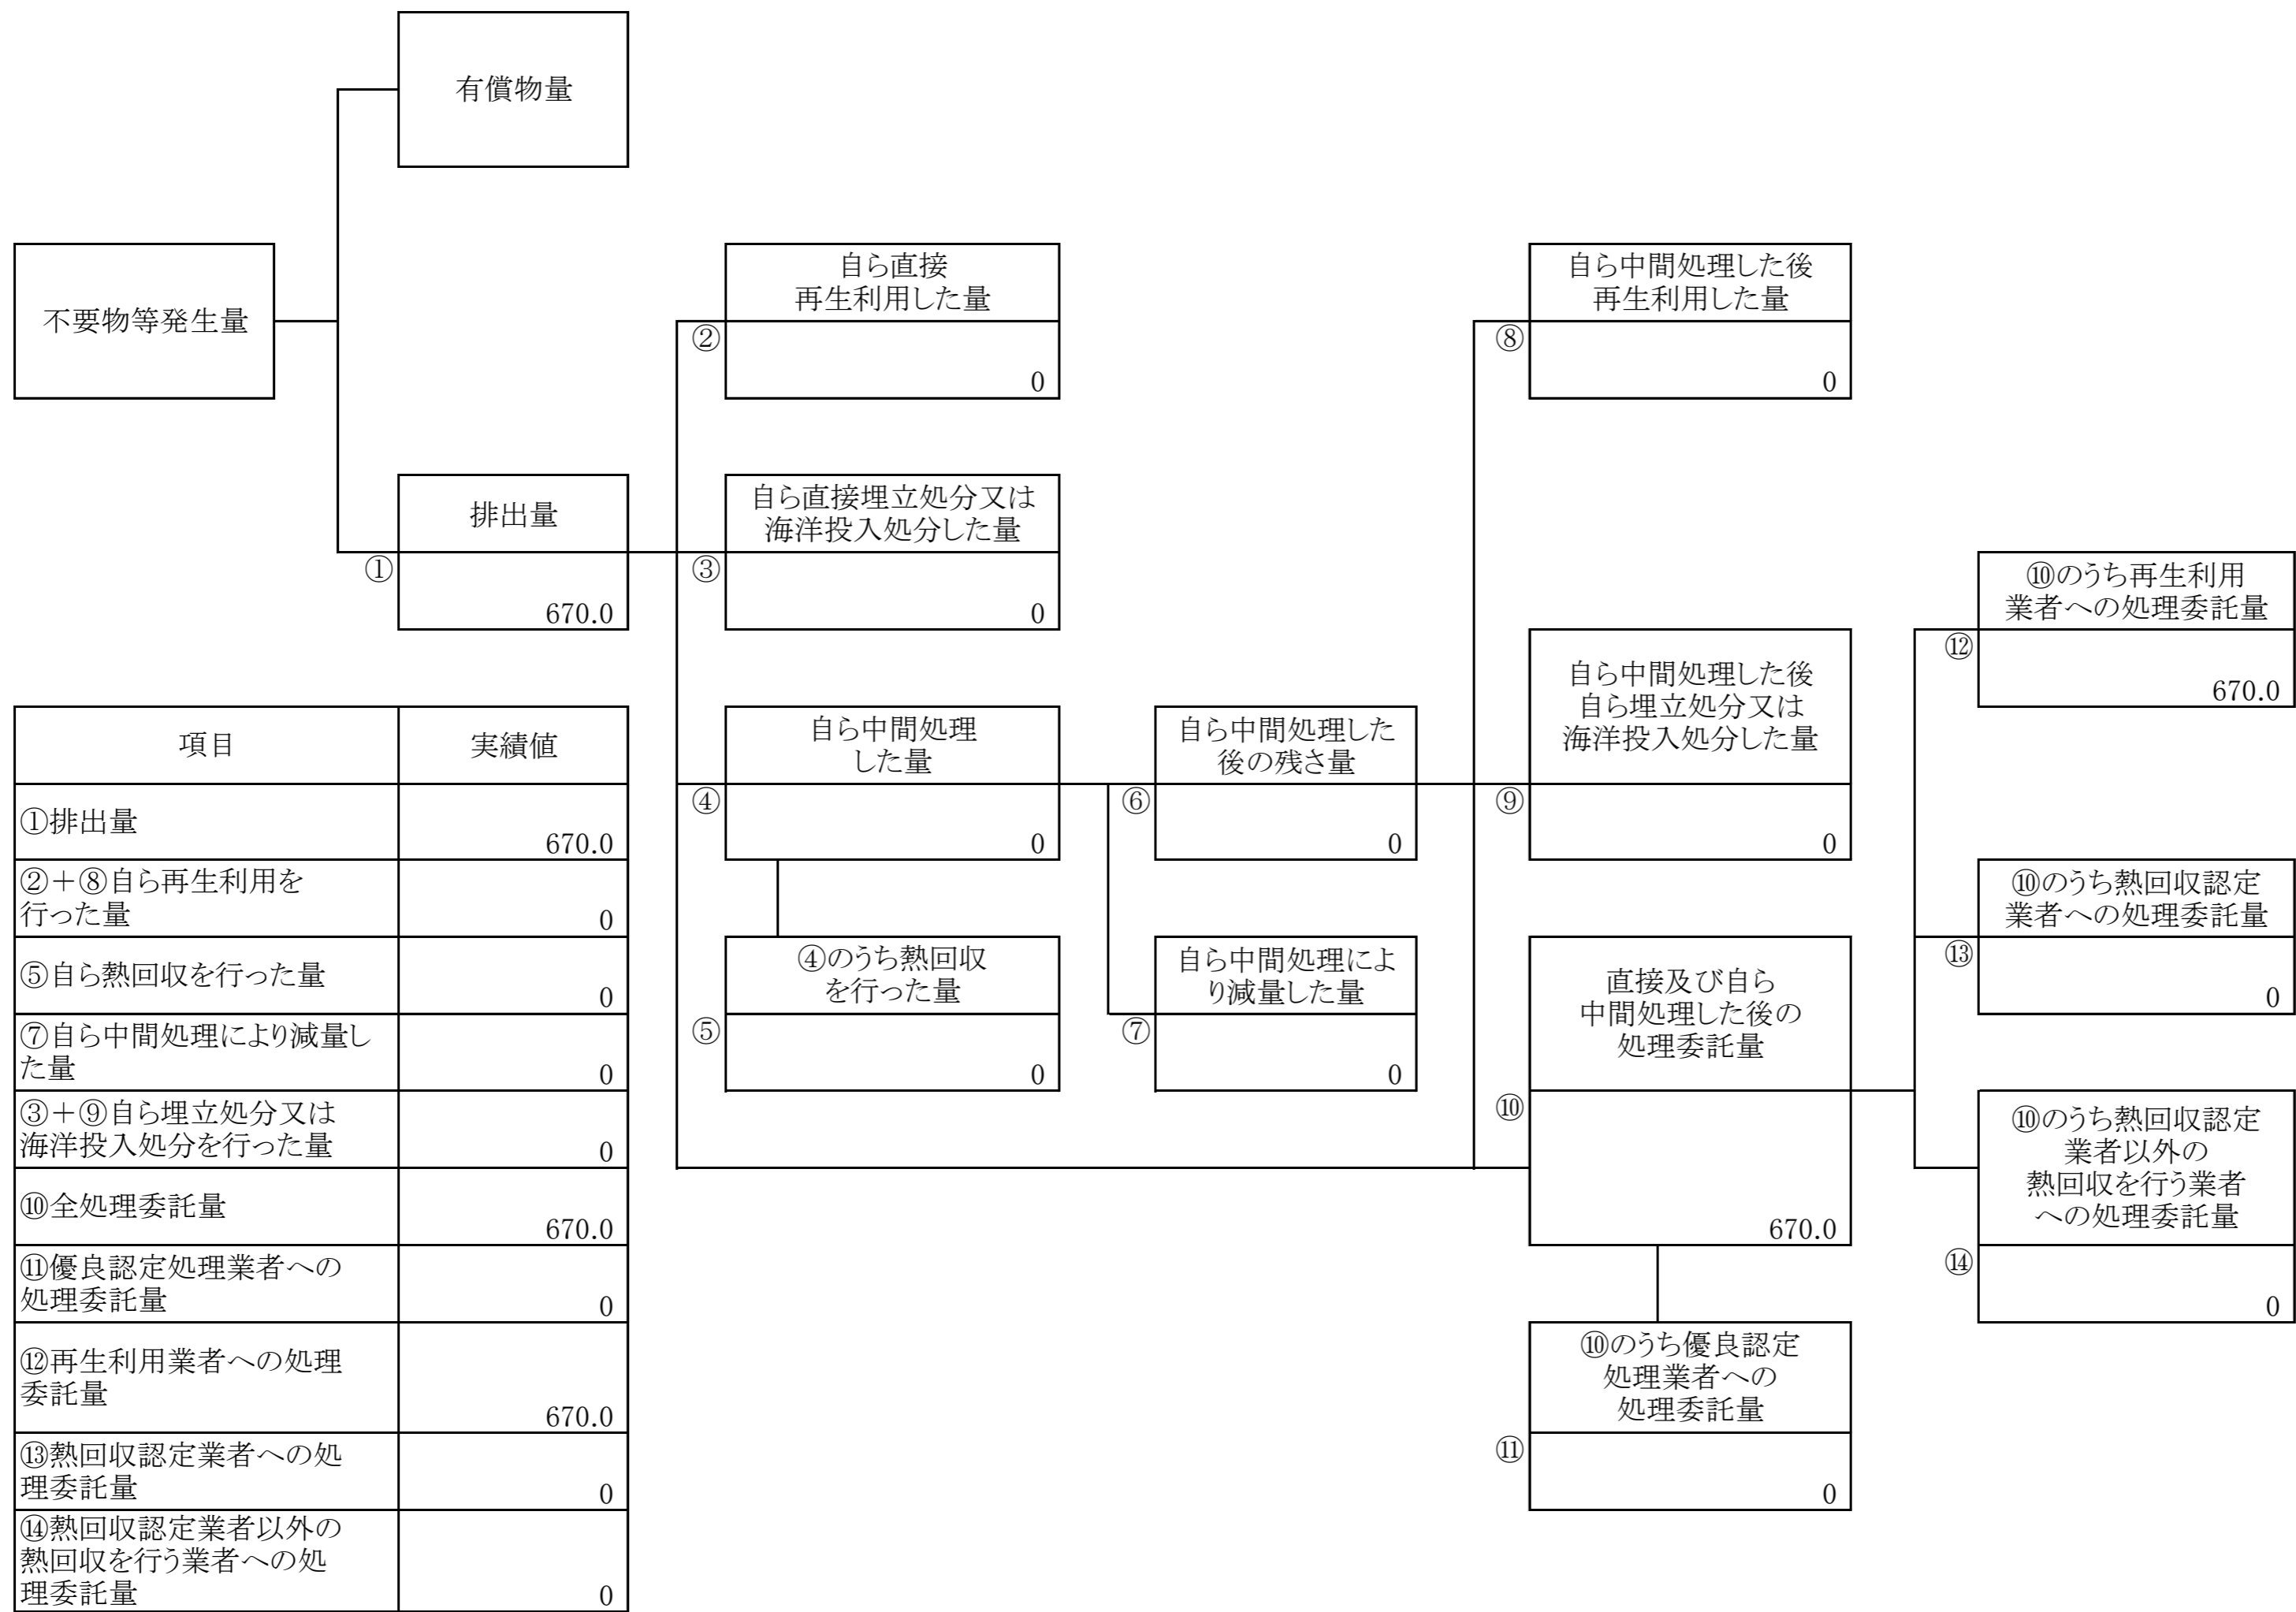 有償物量
不要物等発生量
自ら直接
再生利用した量
②
0
自ら中間処理した後
再生利用した量
⑧
0
排出量
①
670.0
自ら直接埋立処分又は
海洋投入処分した量
③
0
⑩のうち再生利用
業者への処理委託量
⑫
670.0
自ら中間処理
した量
④
0
自ら中間処理した
後の残さ量
⑥
0
自ら中間処理した後
自ら埋立処分又は
海洋投入処分した量
⑨
0
⑩のうち熱回収認定
業者への処理委託量
⑬
0
④のうち熱回収
を行った量
⑤
0
自ら中間処理によ
り減量した量
⑦
0
直接及び自ら
中間処理した後の
処理委託量
⑩
670.0
⑩のうち熱回収認定
業者以外の
熱回収を行う業者
への処理委託量
⑭
0
⑩のうち優良認定
処理業者への
処理委託量
⑪
0
項目 実績値
①排出量
670.0
②＋⑧自ら再生利用を
行った量
0
⑤自ら熱回収を行った量
0
⑦自ら中間処理により減量し
た量
0
③＋⑨自ら埋立処分又は
海洋投入処分を行った量
0
⑩全処理委託量
670.0
⑪優良認定処理業者への
処理委託量
0
⑫再生利用業者への処理
委託量
670.0
⑬熱回収認定業者への処
理委託量
0
⑭熱回収認定業者以外の
熱回収を行う業者への処
理委託量
0